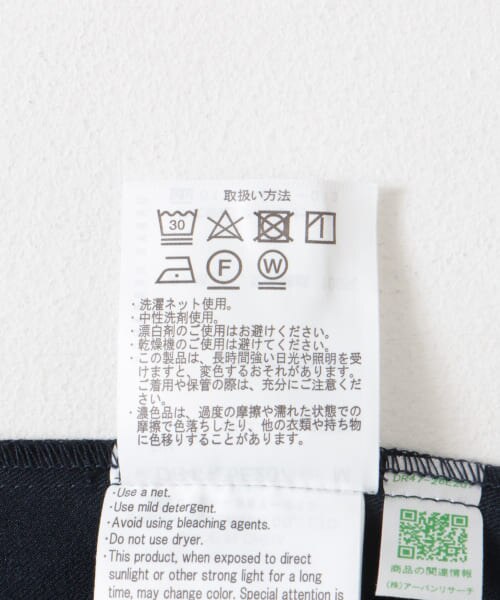 取扱い方法
30
F
W
・洗濯ネット使用。
・中性洗剤使用。
・漂白剤のご使用はお避けください。
・乾燥機のご使用は避けてください。
・この製品は、長時間強い日光や照明を受
けますと、変色するおそれがあります。
ご着用や保管の際は、充分にご注意くだ
さい。
・濃色品は、過度の摩擦や濡れた状態での
摩擦で色落ちしたり、他の衣類や持ち物
に色移りすることがあります。
・Use a net.
・Use mild detergent.
・Avoid using bleaching agents.
・Do not use dryer.
・This product, when exposed to direct
sunlight or other strong light for a long
time, may change color. Special attention is
商品の関連情報
(株)アーバンリサーチ